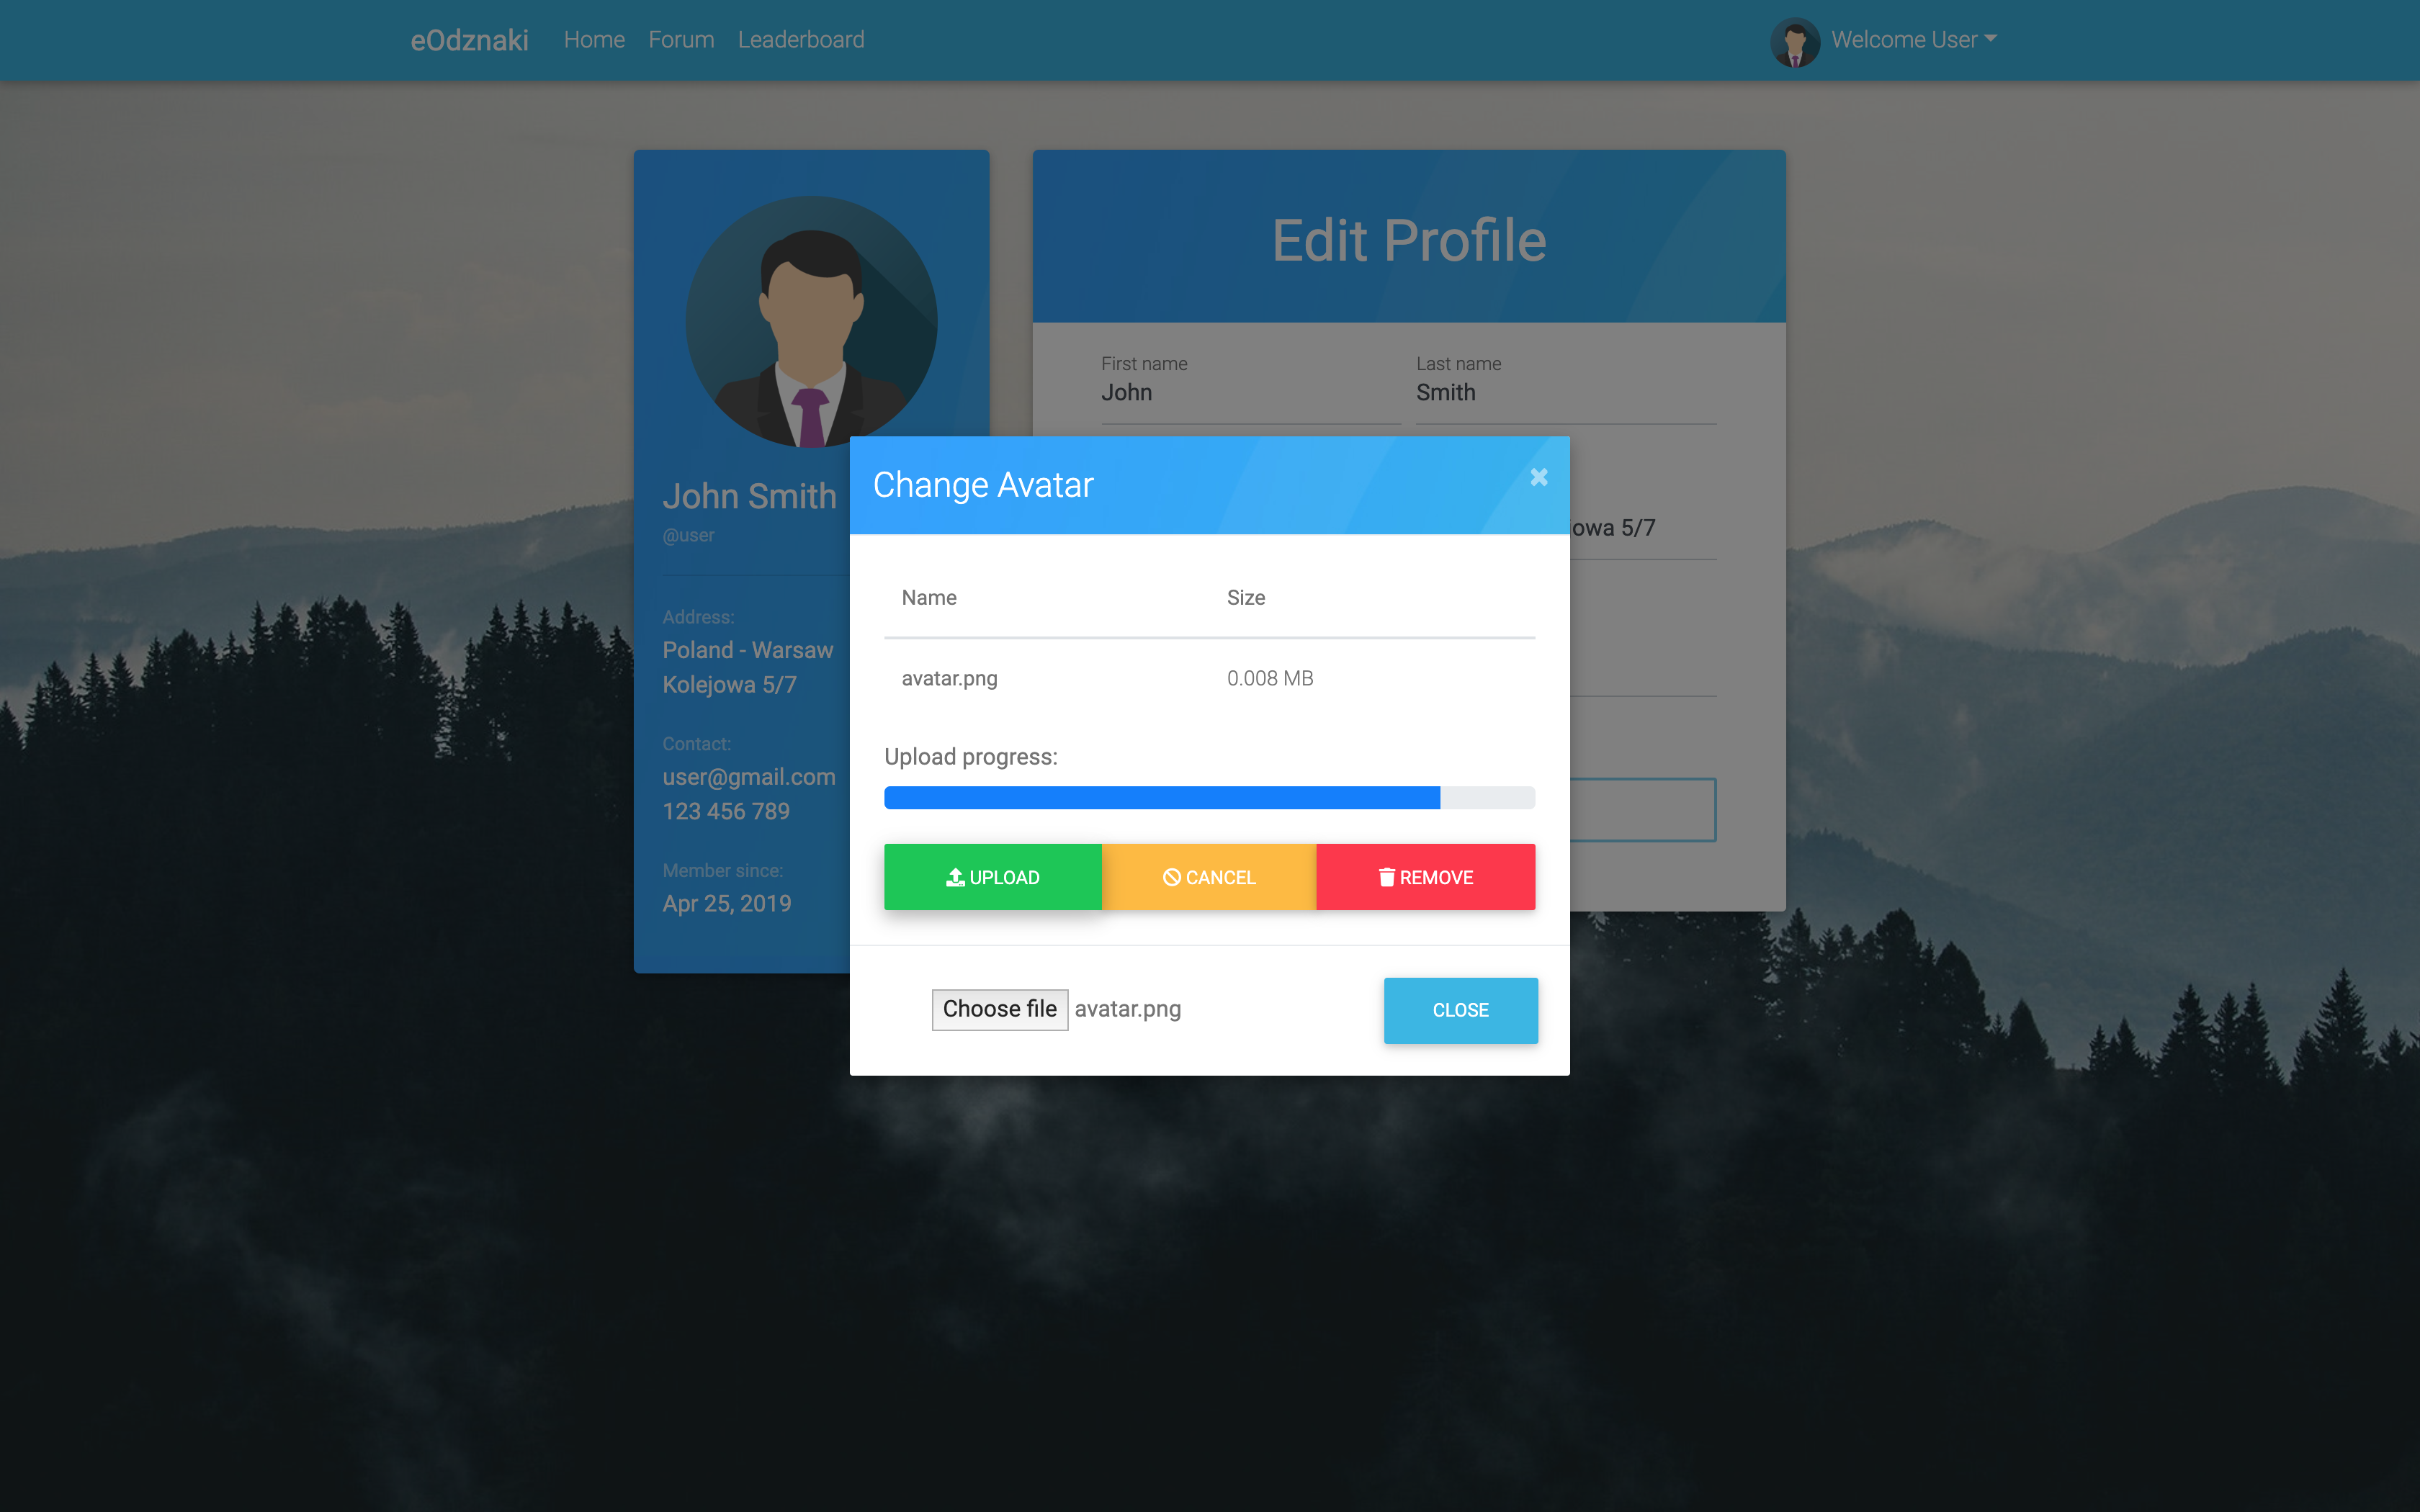 eOdznaki Home Forum Leaderboard Welcome User
Edit Profile
First name Last name
John Smith
John Smith
@user
Address:
Poland - Warsaw
Kolejowa 5/7
Contact:
user@gmail.com
123 456 789
Member since:
Apr 25, 2019
owa 5/7
Change Avatar
Name Size
avatar.png 0.008 MB
Upload progress:
UPLOAD CANCEL REMOVE
Choose file avatar.png CLOSE